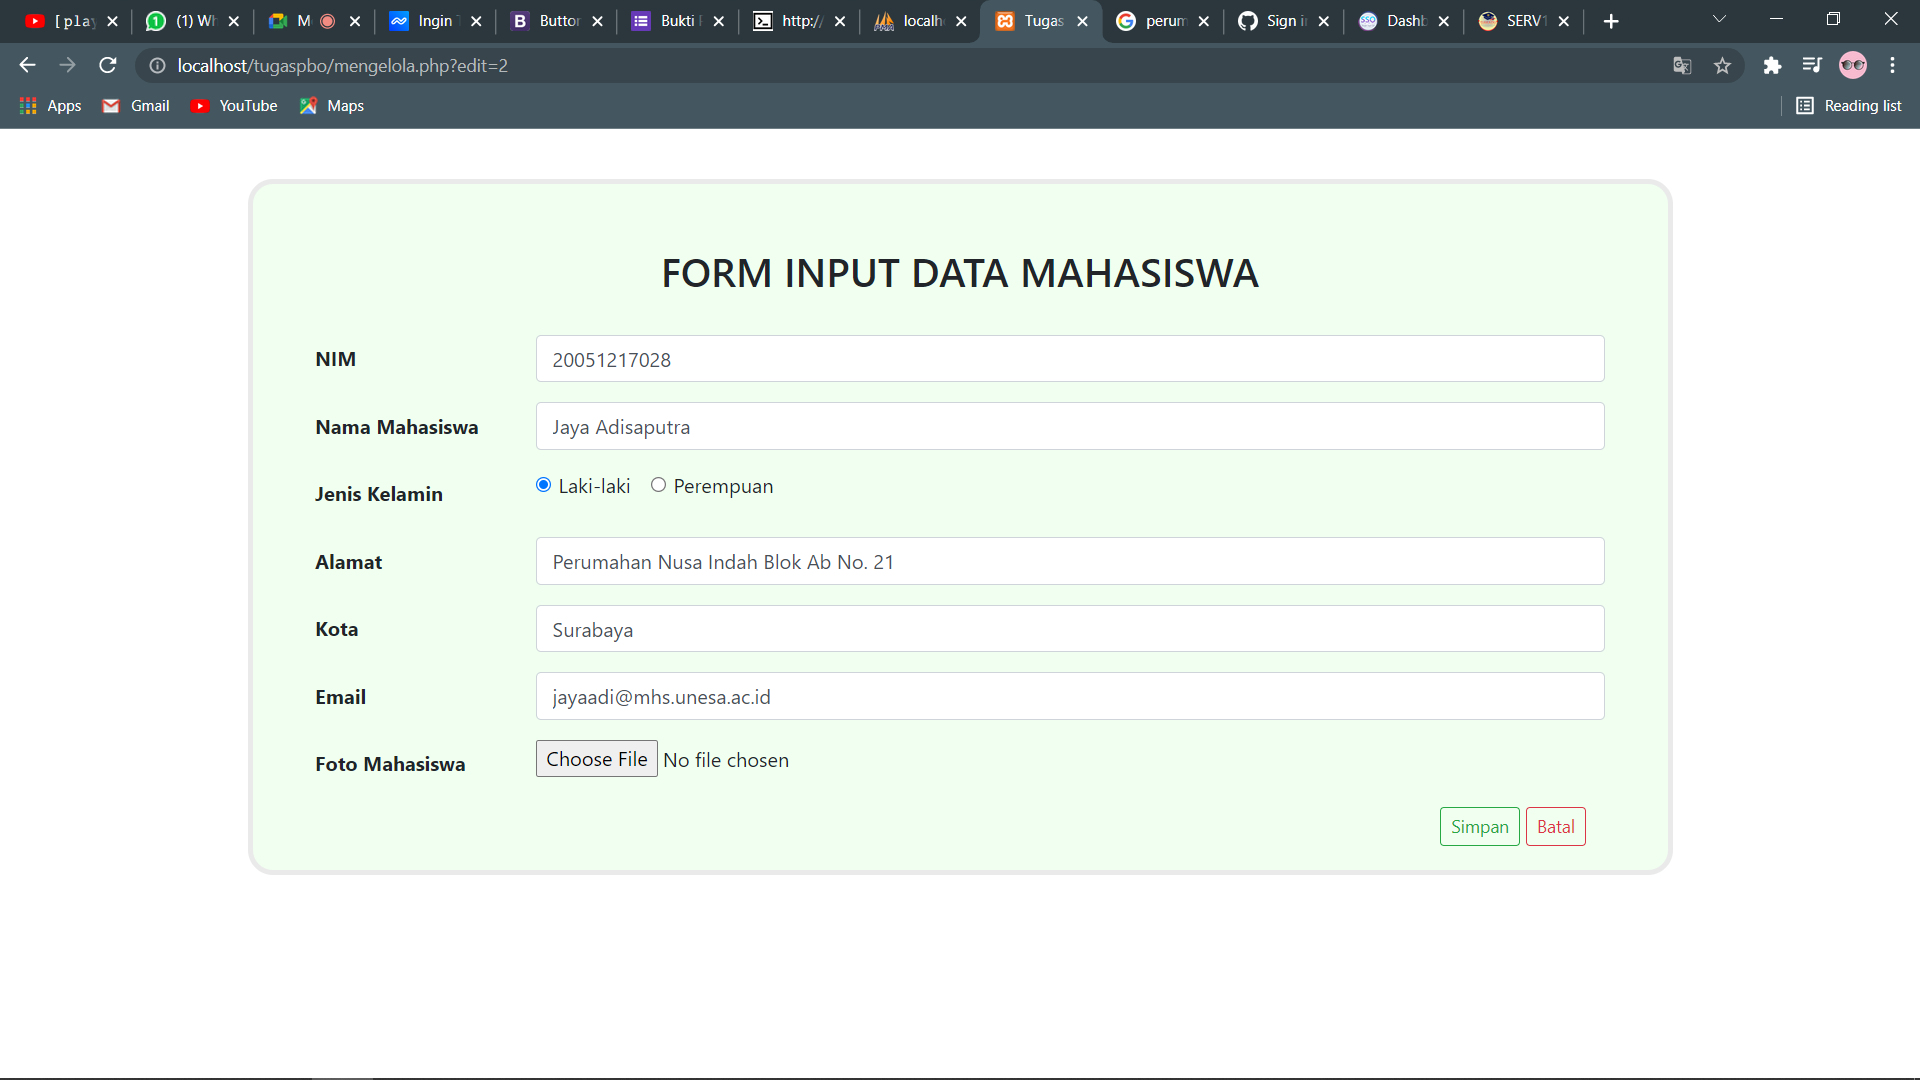 [play
(1) Wh
M
Ingin T
Button
Bukti P
http://
localh
Tugas
perum
Sign in
Dashb
SERV1
localhost/tugaspbo/mengelola.php?edit=2
Apps Gmail YouTube Maps Reading list
FORM INPUT DATA MAHASISWA
NIM 20051217028
Nama Mahasiswa Jaya Adisaputra
Jenis Kelamin Laki-laki Perempuan
Alamat Perumahan Nusa Indah Blok Ab No. 21
Kota Surabaya
Email jayaadi@mhs.unesa.ac.id
Foto Mahasiswa Choose File No file chosen
Simpan Batal